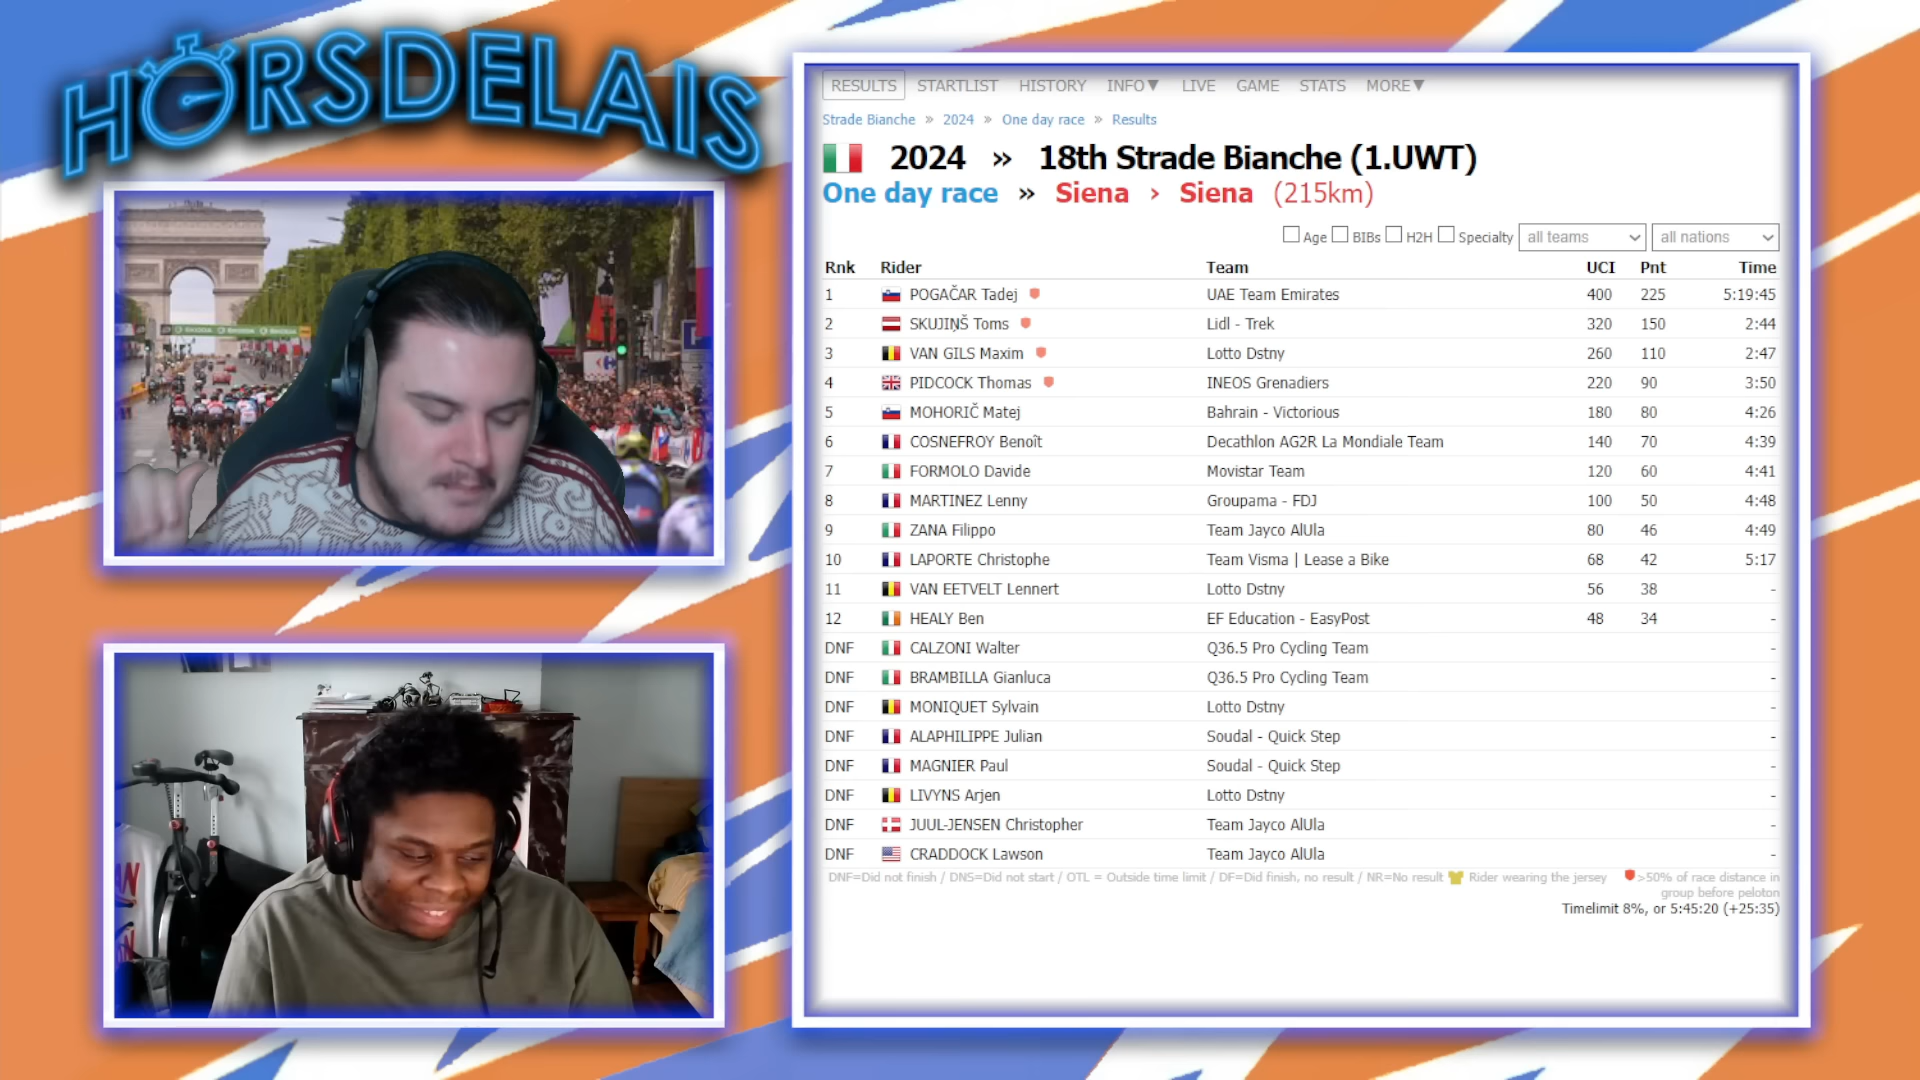 HORSDELAIS
RESULTS STARTLIST HISTORY INFO▼ LIVE GAME STATS MORE▼
Strade Bianche » 2024 » One day race » Results
2024 » 18th Strade Bianche (1.UWT)
One day race » Siena › Siena (215km)
Age BIBs H2H Specialty all teams all nations
Rnk Rider Team UCI Pnt Time
1 POGAČAR Tadej UAE Team Emirates 400 225 5:19:45
2 SKUJIŅŠ Toms Lidl - Trek 320 150 2:44
3 VAN GILS Maxim Lotto Dstny 260 110 2:47
4 PIDCOCK Thomas INEOS Grenadiers 220 90 3:50
5 MOHORIČ Matej Bahrain - Victorious 180 80 4:26
6 COSNEFROY Benoît Decathlon AG2R La Mondiale Team 140 70 4:39
7 FORMOLO Davide Movistar Team 120 60 4:41
8 MARTINEZ Lenny Groupama - FDJ 100 50 4:48
9 ZANA Filippo Team Jayco AlUla 80 46 4:49
10 LAPORTE Christophe Team Visma | Lease a Bike 68 42 5:17
11 VAN EETVELT Lennert Lotto Dstny 56 38 -
12 HEALY Ben EF Education - EasyPost 48 34 -
DNF CALZONI Walter Q36.5 Pro Cycling Team -
DNF BRAMBILLA Gianluca Q36.5 Pro Cycling Team -
DNF MONIQUET Sylvain Lotto Dstny -
DNF ALAPHILIPPE Julian Soudal - Quick Step -
DNF MAGNIER Paul Soudal - Quick Step -
DNF LIVYNS Arjen Lotto Dstny -
DNF JUUL-JENSEN Christopher Team Jayco AlUla -
DNF CRADDOCK Lawson Team Jayco AlUla -
DNF=Did not finish / DNS=Did not start / OTL = Outside time limit / DF=Did finish, no result / NR=No result Rider wearing the jersey >50% of race distance in
group before peloton
Timelimit 8%, or 5:45:20 (+25:35)